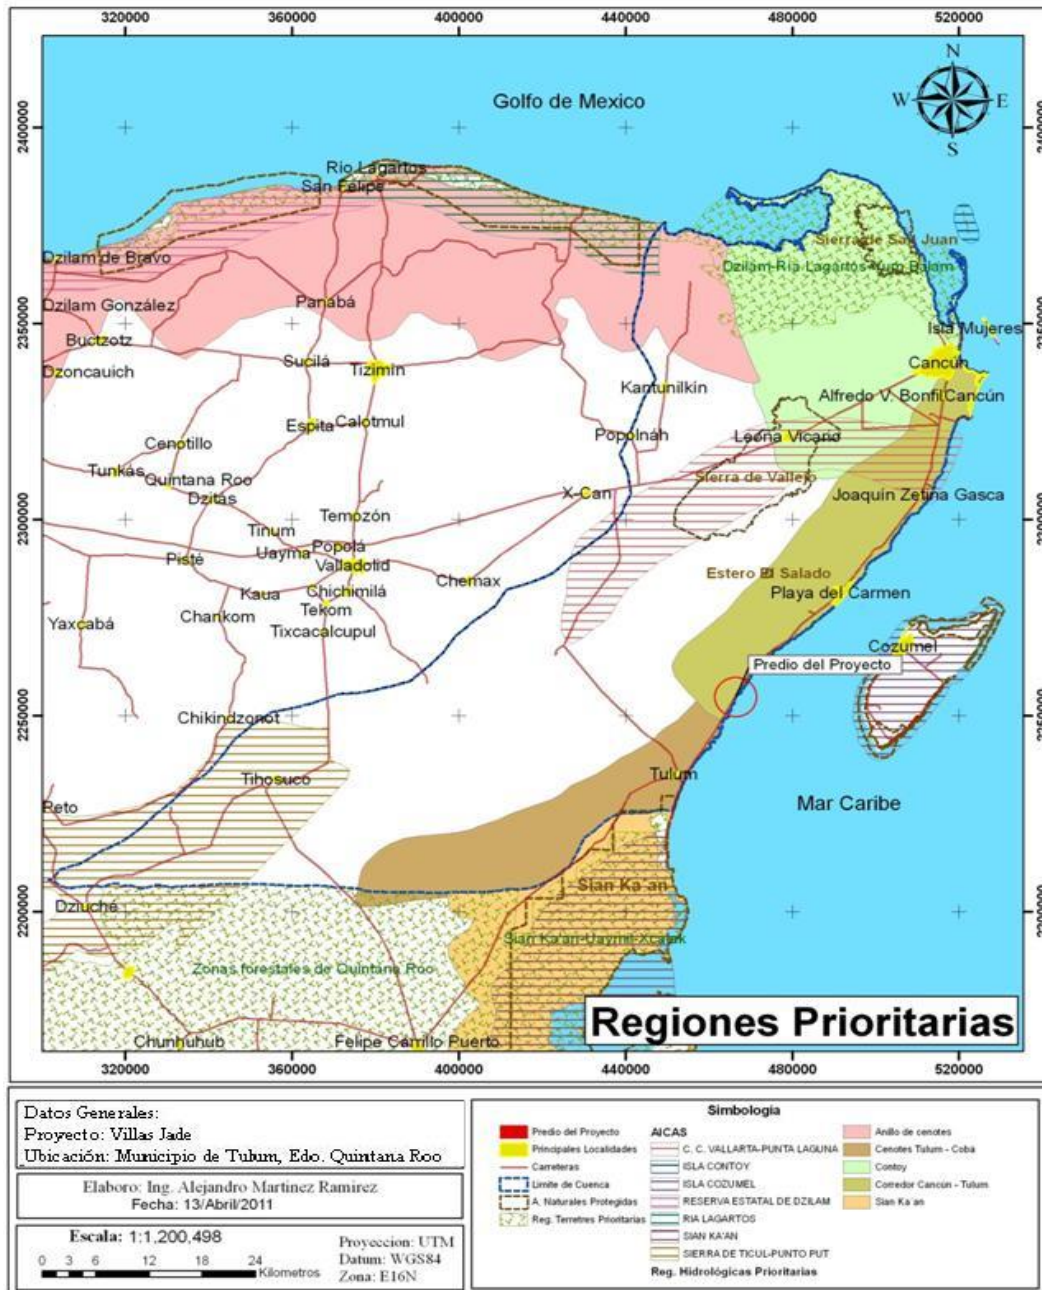 320000 360000 400000 440000 480000 520000
N
W E
S
Golfo de Mexico
2400000 2400000
Río Lagartos
San Felipe
Sierra de San Juan
Dzilam de Bravo
Dzilam-Ría Lagartos-Yum Balam
Dzilam González
Panabá
2350000 2350000
Isla Mujeres
Buctzotz
Sucilá
Cancún
Dzoncauich
Tizimín
Kantunilkín
Alfredo V. Bonfil Cancún
Espita Calotmul
Cenotillo
Popolnáh
Leona Vicario
Tunkás
Quintana Roo
Sierra de Vallejo
Dzitás
X-Can
Joaquín Zetina Gasca
Temozón
2300000 2300000
Tinum
Popolá
Uayma
Pisté
Valladolid
Estero El Salado
Chemax
Kaua
Chichimilá
Playa del Carmen
Tekom
Yaxcabá
Chankom
Tixcacalcupul
Cozumel
Predio del Proyecto
Chikindzonot
2250000 2250000
Tihosuco
Tulum
Peto
Mar Caribe
Sian Ka an
Dziuché
2200000 2200000
Sian Ka'an-Uaymil-Xcalak
Zonas forestales de Quintana Roo
Regiones Prioritarias
Chunhuhub
Felipe Carrillo Puerto
320000 360000 400000 440000 480000 520000
Datos Generales:
Proyecto: Villas Jade
Ubicación: Municipio de Tulum, Edo. Quintana Roo
Elaboro: Ing. Alejandro Martinez Ramirez
Fecha: 13/Abril/2011
Escala: 1:1,200,498
0 3 6 12 18 24
Kilometros
Proyeccion: UTM
Datum: WGS84
Zona: E16N
Simbología
Predio del Proyecto
Principales Localidades
Carreteras
Limite de Cuenca
A. Naturales Protegidas
Reg. Terretres Prioritarias
AICAS
C. C. VALLARTA-PUNTA LAGUNA
ISLA CONTOY
ISLA COZUMEL
RESERVA ESTATAL DE DZILAM
RIA LAGARTOS
SIAN KA'AN
SIERRA DE TICUL-PUNTO PUT
Reg. Hidrológicas Prioritarias
Anillo de cenotes
Cenotes Tulum - Coba
Contoy
Corredor Cancún - Tulum
Sian Ka an